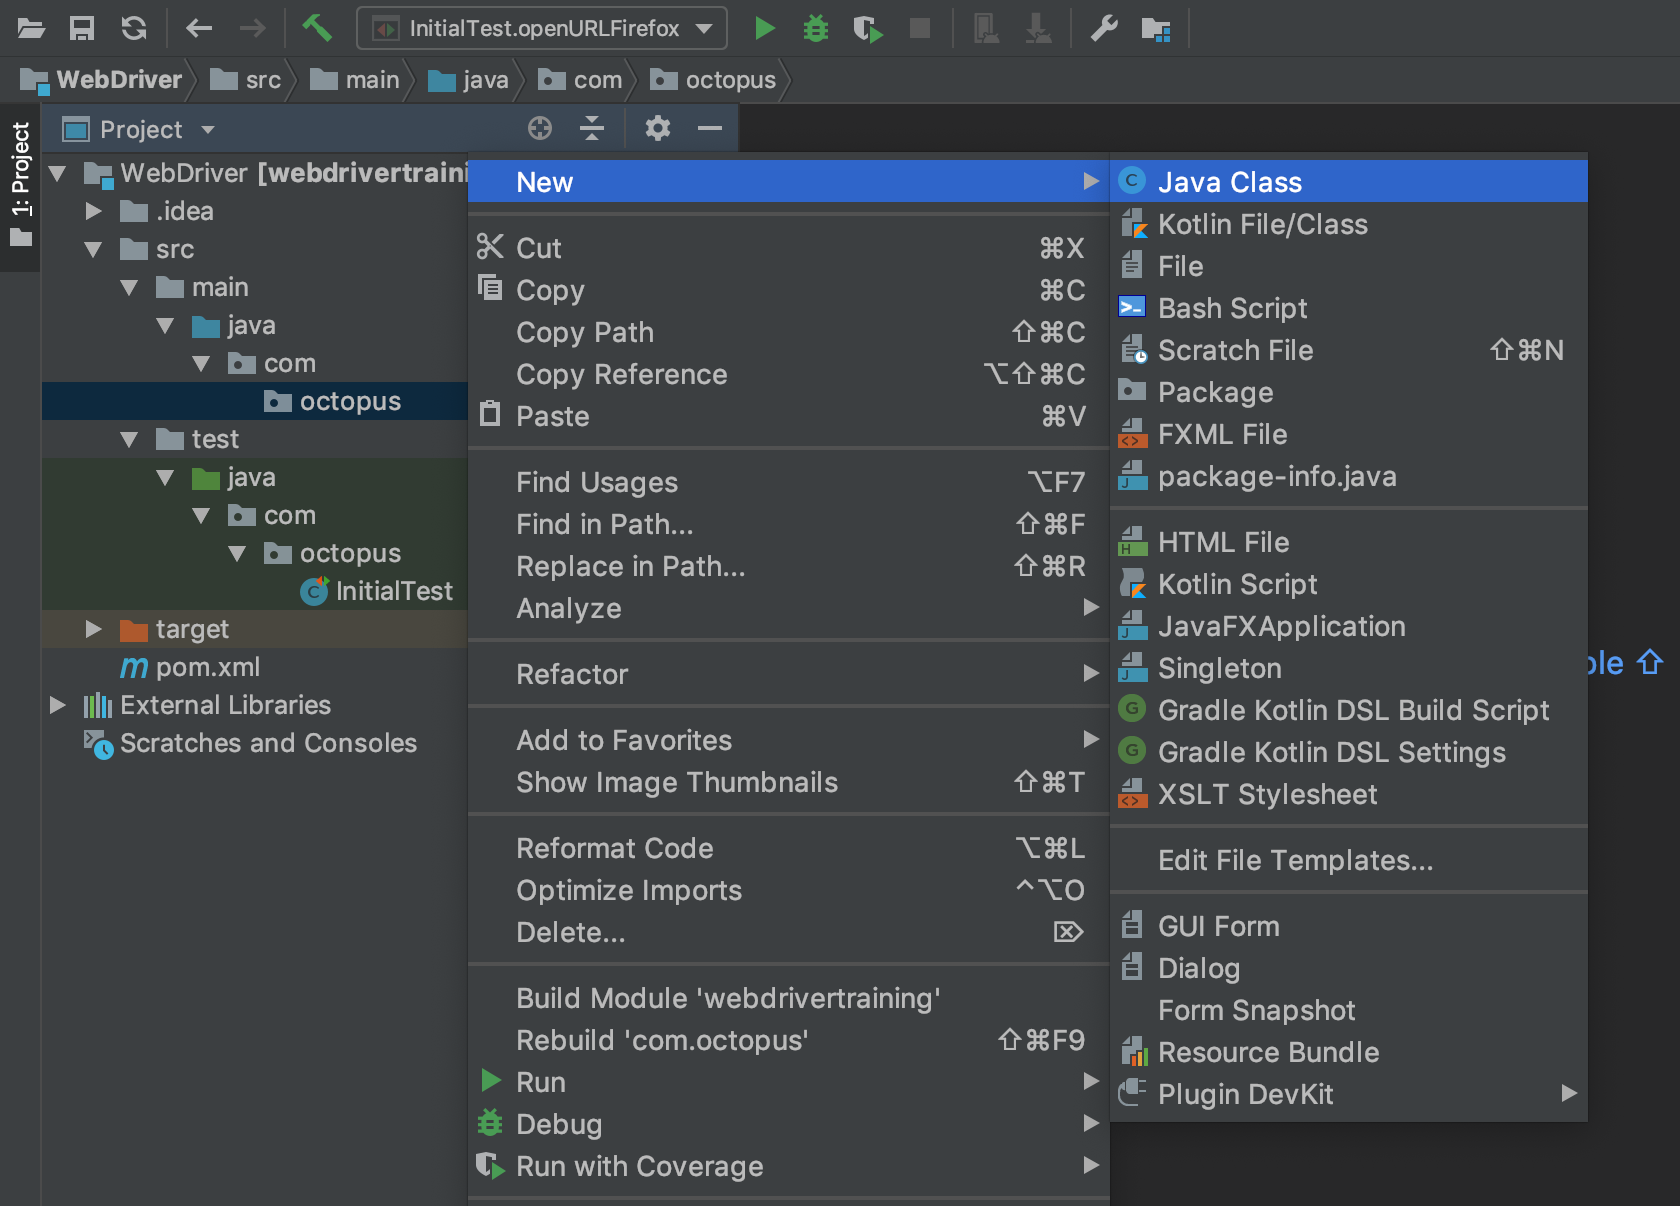 InitialTest.openURLFirefox
WebDriver src main java com octopus
1: Project
Project
WebDriver [webdrivertraini
.idea
src
main
java
com
octopus
test
java
com
octopus
InitialTest
target
pom.xml
External Libraries
Scratches and Consoles
New
Cut ⌘X
Copy ⌘C
Copy Path ⇧⌘C
Copy Reference ⌥⇧⌘C
Paste ⌘V
Find Usages ⌥F7
Find in Path... ⇧⌘F
Replace in Path... ⇧⌘R
Analyze
Refactor
Add to Favorites
Show Image Thumbnails ⇧⌘T
Reformat Code ⌥⌘L
Optimize Imports ^⌥O
Delete... ⌦
Build Module 'webdrivertraining'
Rebuild 'com.octopus' ⇧⌘F9
Run
Debug
Run with Coverage
Java Class
Kotlin File/Class
File
Bash Script
Scratch File ⇧⌘N
Package
FXML File
package-info.java
HTML File
Kotlin Script
JavaFXApplication
Singleton
Gradle Kotlin DSL Build Script
Gradle Kotlin DSL Settings
XSLT Stylesheet
Edit File Templates...
GUI Form
Dialog
Form Snapshot
Resource Bundle
Plugin DevKit
ble ⇧